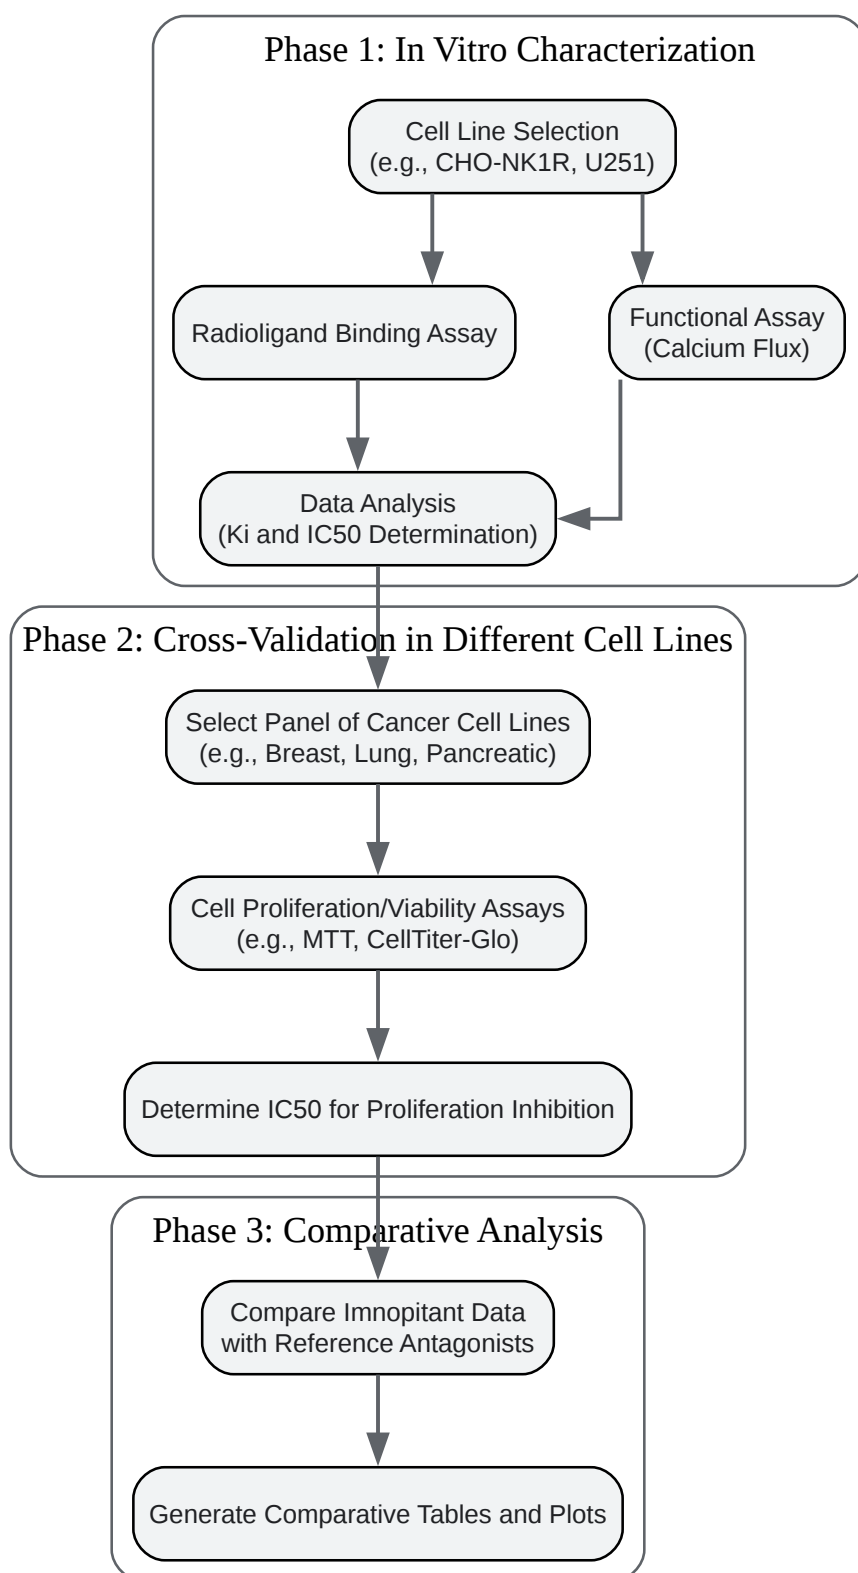 Phase 1: In Vitro Characterization
Cell Line Selection
(e.g., CHO-NK1R, U251)
Radioligand Binding Assay
Functional Assay
(Calcium Flux)
Data Analysis
(Ki and IC50 Determination)
Phase 2: Cross-Validation in Different Cell Lines
Select Panel of Cancer Cell Lines
(e.g., Breast, Lung, Pancreatic)
Cell Proliferation/Viability Assays
(e.g., MTT, CellTiter-Glo)
Determine IC50 for Proliferation Inhibition
Phase 3: Comparative Analysis
Compare Imnopitant Data
with Reference Antagonists
Generate Comparative Tables and Plots